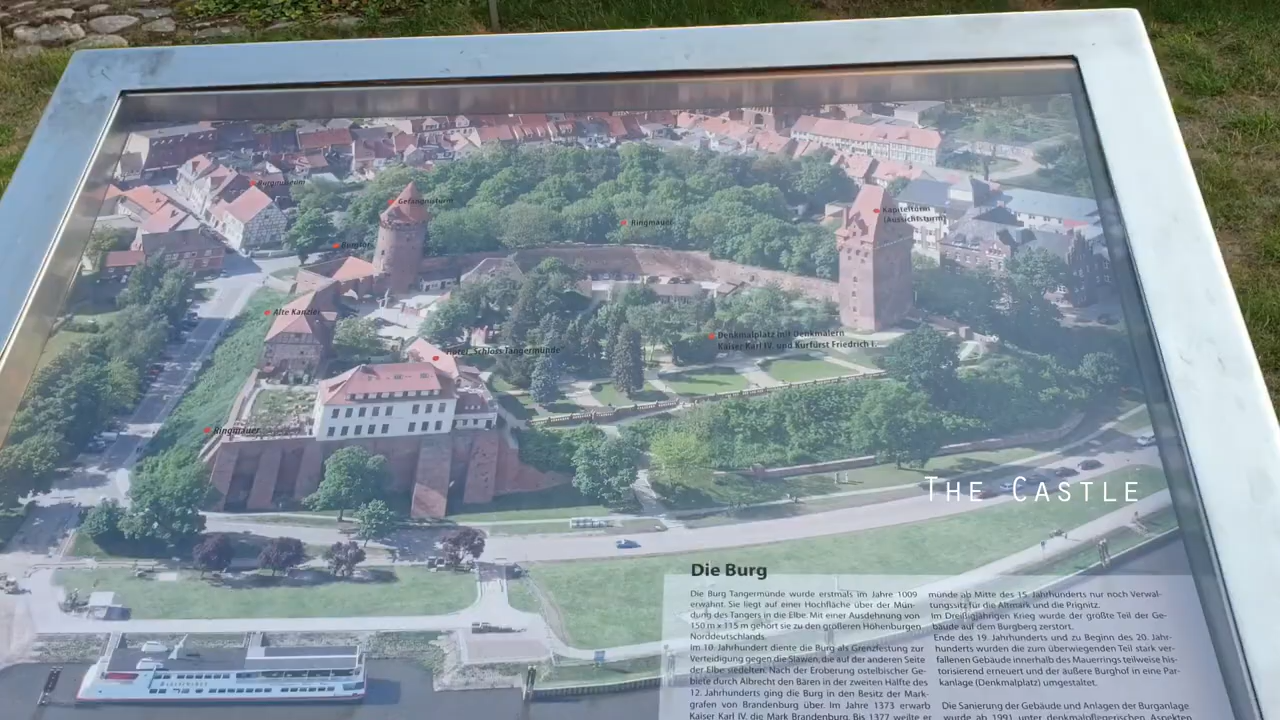 Burgmuseum
Gefängnisturm
Kapitelturm
(Aussichtsturm)
Ringmauer
Burgtor
Alte Kanzlei
Denkmalplatz mit Denkmälern
Kaiser Karl IV. und Kurfürst Friedrich I.
Hotel „Schloss Tangermünde“
Ringmauer
THE CASTLE
Die Burg
Die Burg Tangermünde wurde erstmals im Jahre 1009
erwähnt. Sie liegt auf einer Hochfläche über der Mün-
dung des Tangers in die Elbe. Mit einer Ausdehnung von
150 m x 115 m gehört sie zu den größeren Höhenburgen
Norddeutschlands.
Im 10. Jahrhundert diente die Burg als Grenzfestung zur
Verteidigung gegen die Slawen, die auf der anderen Seite
der Elbe siedelten. Nach der Eroberung ostelbischer Ge-
biete durch Albrecht den Bären in der zweiten Hälfte des
12. Jahrhunderts ging die Burg in den Besitz der Mark-
grafen von Brandenburg über. Im Jahre 1373 erwarb
Kaiser Karl IV. die Mark Brandenburg. Bis 1377 weilte er
münde ab Mitte des 15. Jahrhunderts nur noch Verwal-
tungssitz für die Altmark und die Prignitz.
Im Dreißigjährigen Krieg wurde der größte Teil der Ge-
bäude auf dem Burgberg zerstört.
Ende des 19. Jahrhunderts und zu Beginn des 20. Jahr-
hunderts wurden die zum überwiegenden Teil stark ver-
fallenen Gebäude innerhalb des Mauerrings teilweise his-
torisierend erneuert und der äußere Burghof in eine Par-
kanlage (Denkmalplatz) umgestaltet.
Die Sanierung der Gebäude und Anlagen der Burganlage
wurde ab 1991 unter denkmalpflegerischen Aspekten